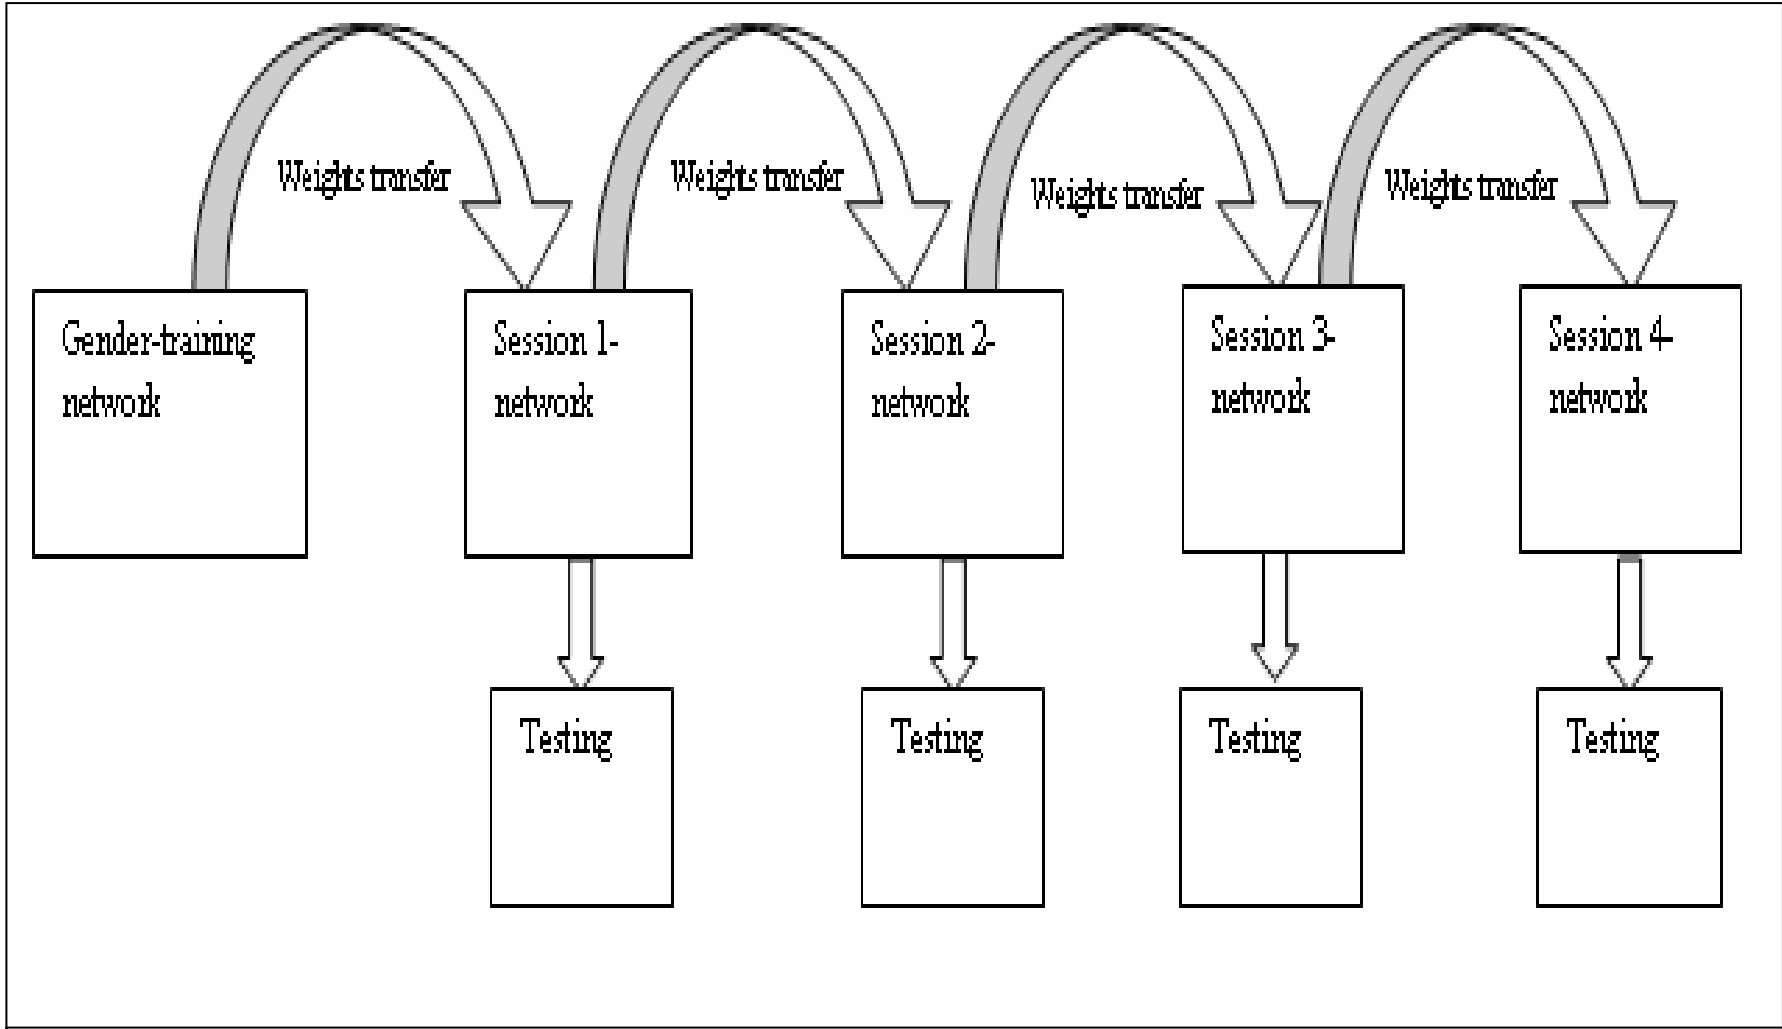 Weights transfer
Weights transfer
Weights transfer
Weights transfer
Gender-training
network
Session 1-
network
Session 2-
network
Session 3-
network
Session 4-
network
Testing
Testing
Testing
Testing